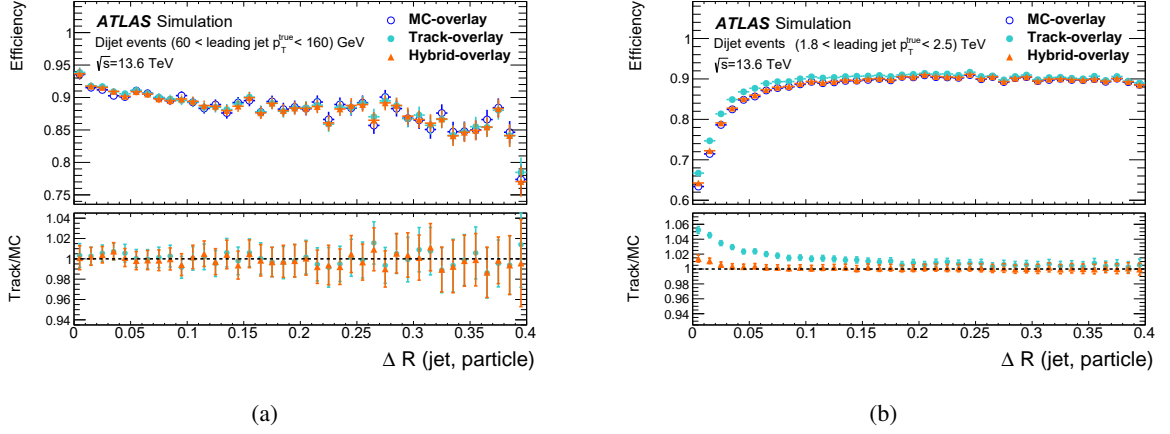 ATLAS Simulation
Dijet events (60 < leading jet p_T^true < 160) GeV
√s=13.6 TeV
MC-overlay
Track-overlay
Hybrid-overlay
Efficiency
1
0.95
0.9
0.85
0.8
0.75
Track/MC
1.04
1.02
1
0.98
0.96
0.94
0 0.05 0.1 0.15 0.2 0.25 0.3 0.35 0.4
Δ R (jet, particle)
(a)
ATLAS Simulation
Dijet events (1.8 < leading jet p_T^true < 2.5) TeV
√s=13.6 TeV
MC-overlay
Track-overlay
Hybrid-overlay
Efficiency
1
0.9
0.8
0.7
0.6
Track/MC
1.06
1.04
1.02
1
0.98
0.96
0.94
0 0.05 0.1 0.15 0.2 0.25 0.3 0.35 0.4
Δ R (jet, particle)
(b)